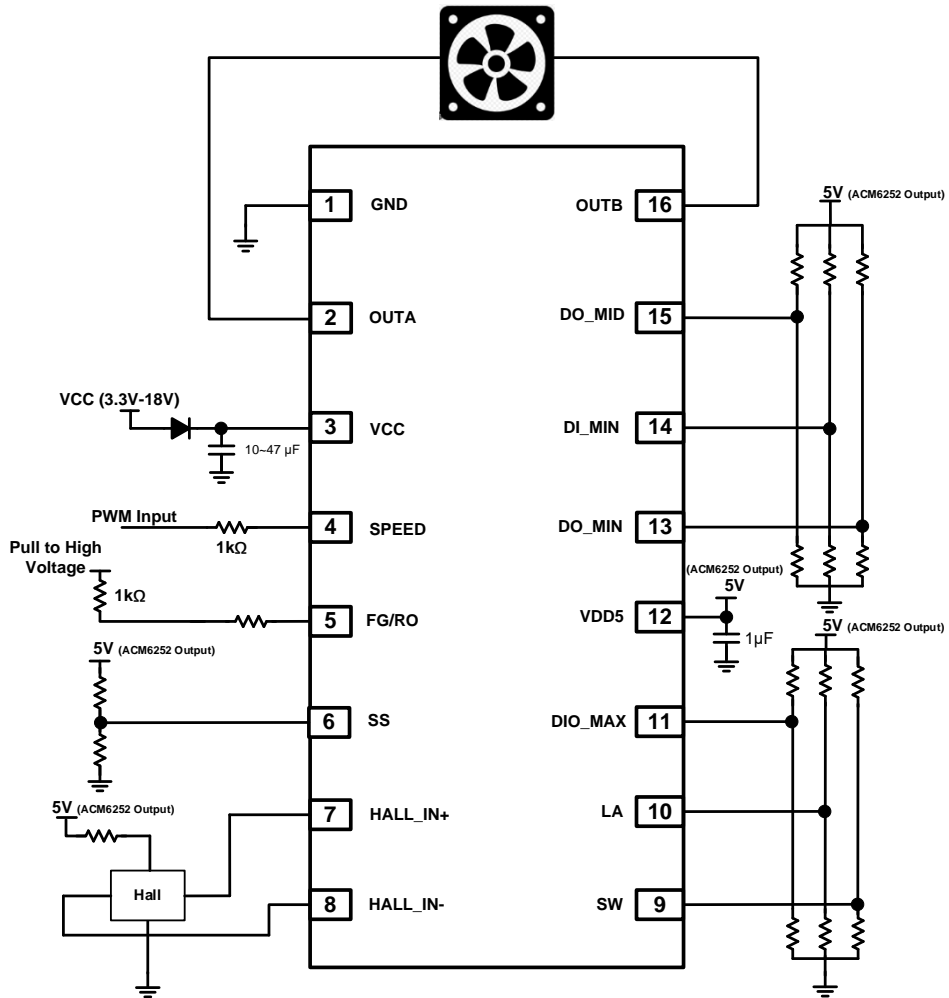 1 GND
OUTB 16
5V (ACM6252 Output)
2 OUTA
DO_MID 15
VCC (3.3V-18V)
3 VCC
10~47 µF
DI_MIN 14
PWM Input
1kΩ
4 SPEED
DO_MIN 13
Pull to High
Voltage
1kΩ
5 FG/RO
(ACM6252 Output)
5V
VDD5 12
1µF
5V (ACM6252 Output)
5V (ACM6252 Output)
6 SS
DIO_MAX 11
5V (ACM6252 Output)
7 HALL_IN+
LA 10
Hall
8 HALL_IN-
SW 9